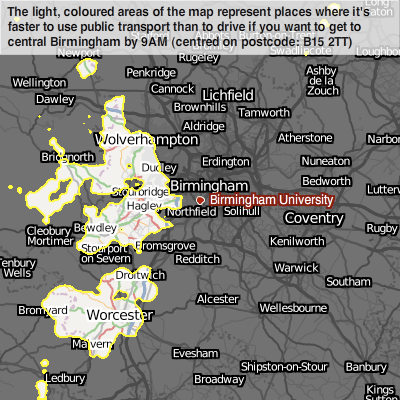 The light, coloured areas of the map represent places where it's
faster to use public transport than to drive if you want to get to
central Birmingham by 9AM (centred on postcode: B15 2TT)
Newport
Rugeley
Swadlincote
Loughbor
Penkridge
Ashby
de la
Zouch
Wellington
Cannock
Lichfield
Dawley
Brownhills
Tamworth
Aldridge
Wolverhampton
Atherstone
Narbor
Bridgnorth
Dudley
Erdington
Nuneaton
Stourbridge
Birmingham
Bedworth
Lutterv
Hagley
Birmingham University
Northfield
Solihull
Coventry
Cleobury
Mortimer
Bewdley
Rugby
Stourport
on Severn
Bromsgrove
Kenilworth
Tenbury
Wells
Redditch
Warwick
Droitwich
Southam
Bromyard
Worcester
Alcester
Wellesbourne
Malvern
Evesham
Shipston-on-Stour
Banbury
Ledbury
Broadway
Kings
Sutton